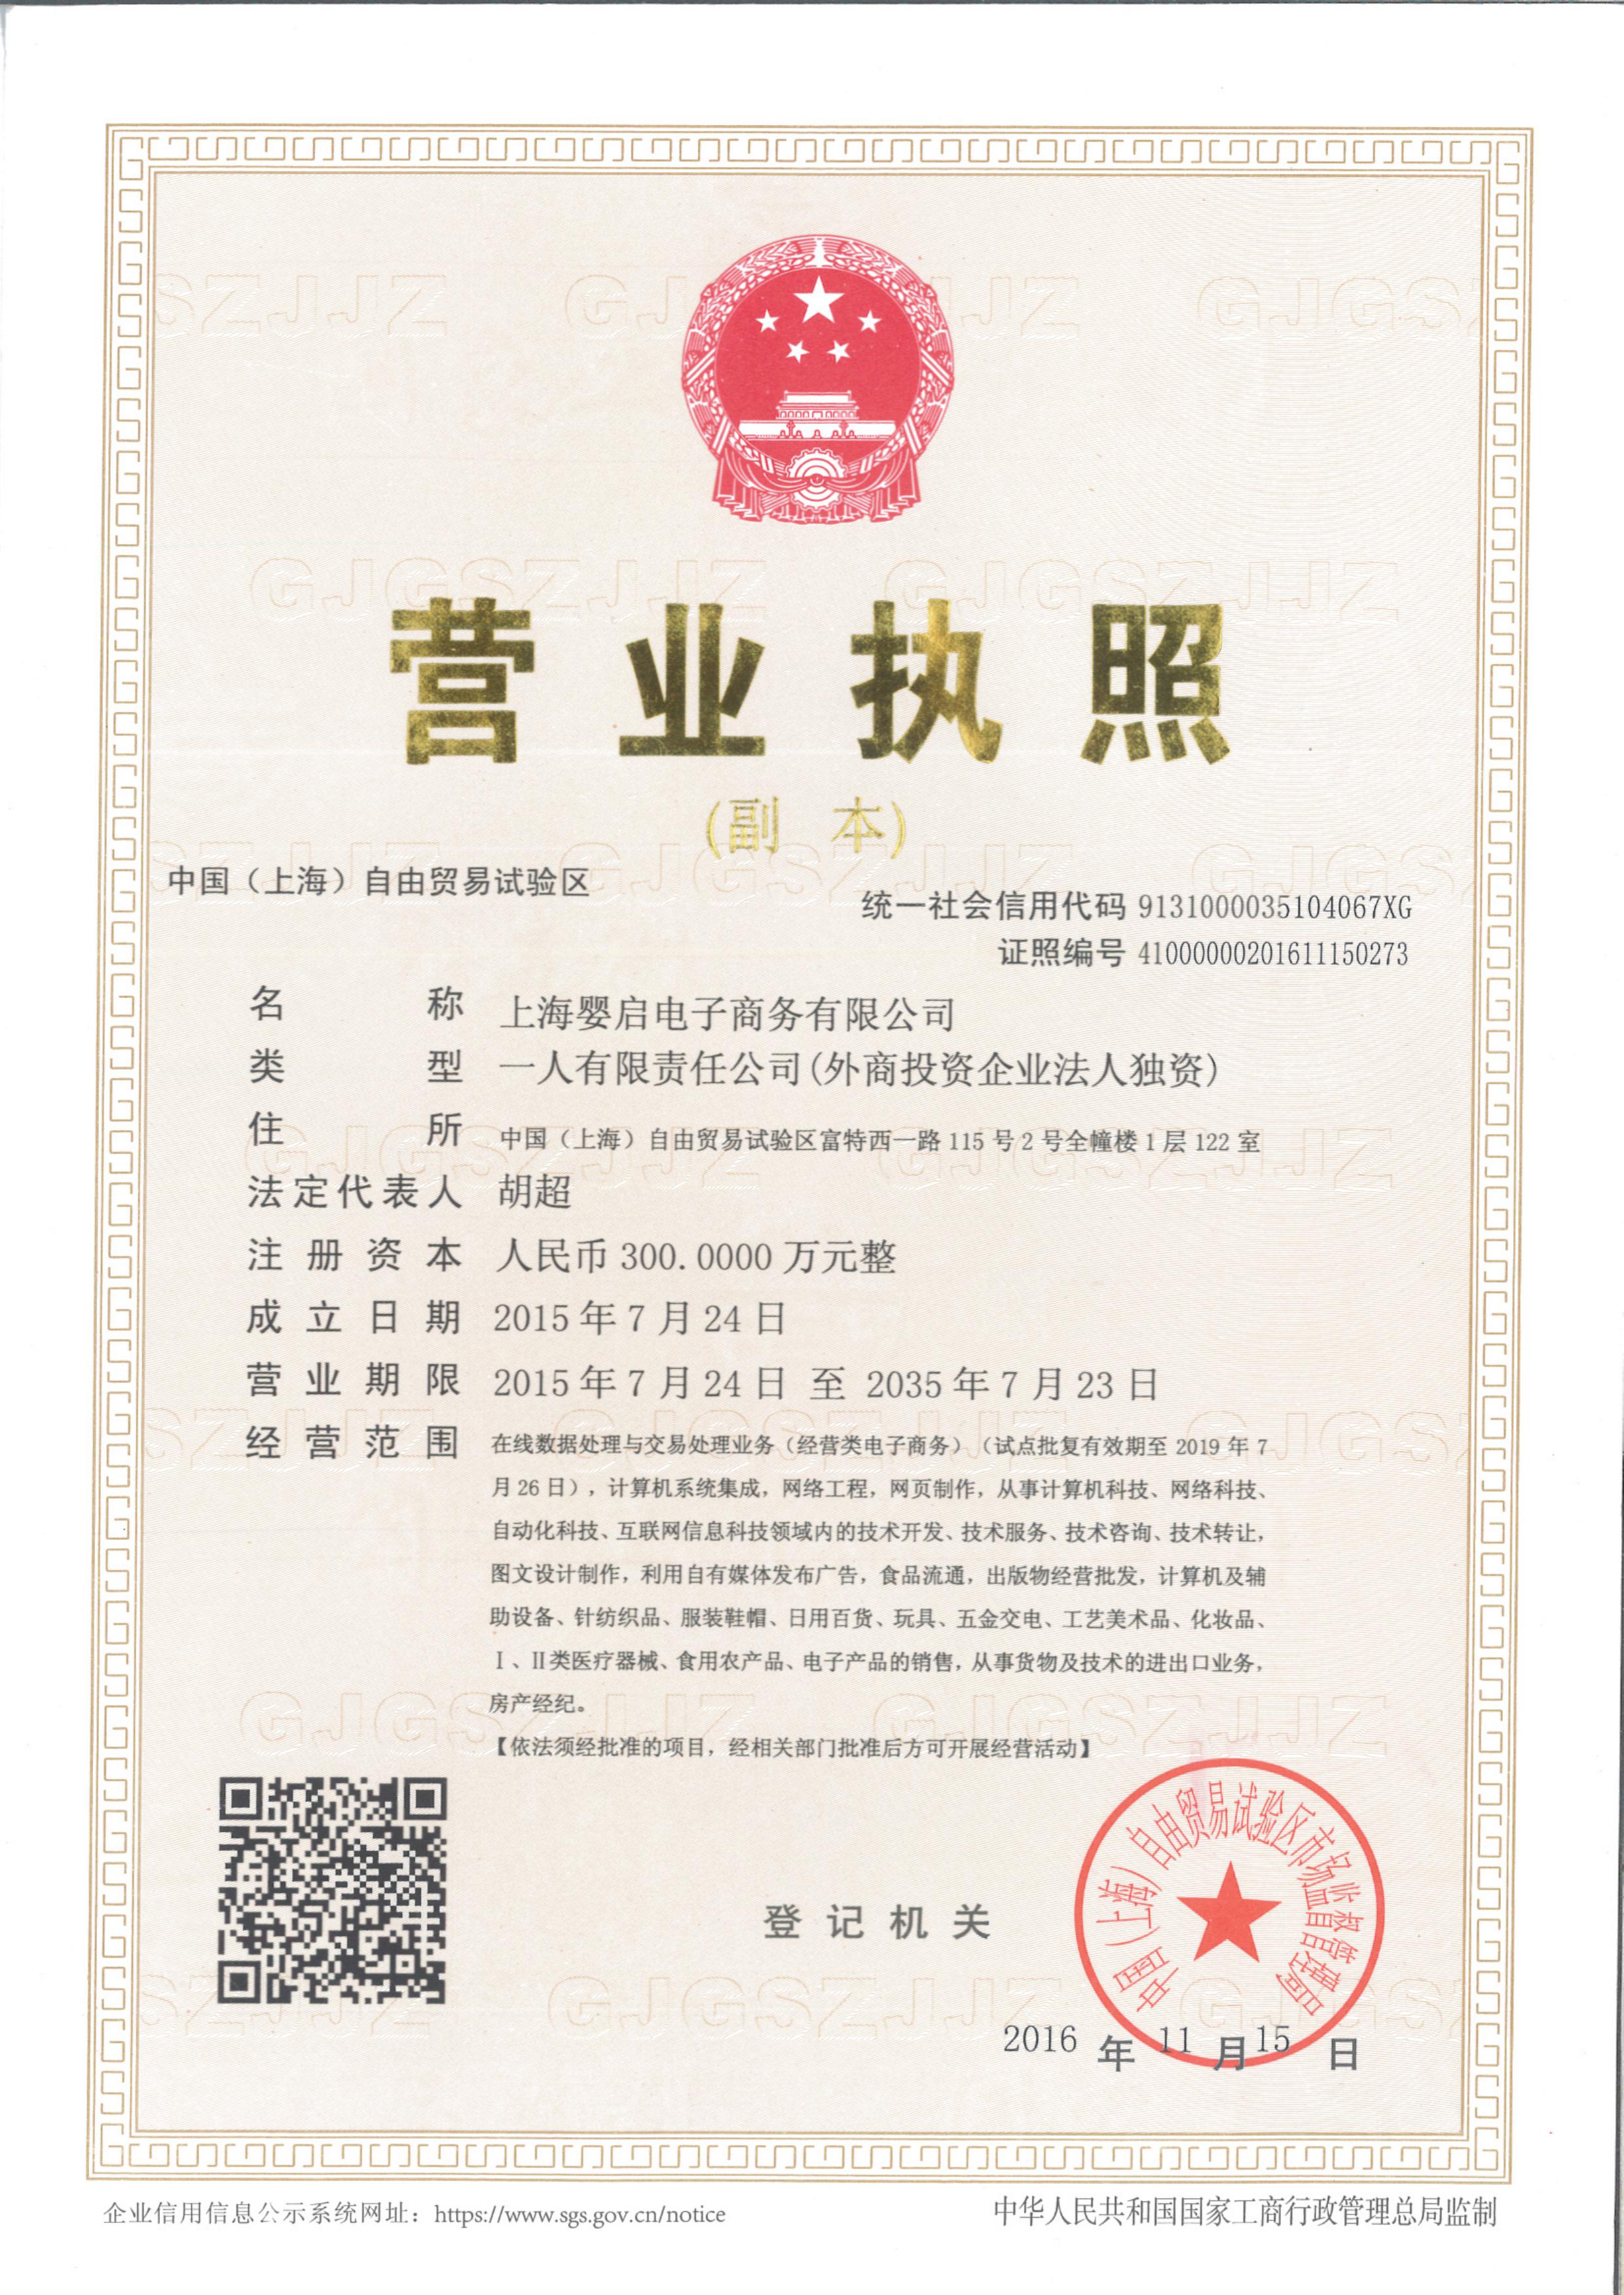 营业执照
(副 本)
中国（上海）自由贸易试验区
统一社会信用代码 9131000035104067XG
证照编号 41000000201611150273
名 称 上海婴启电子商务有限公司
类 型 一人有限责任公司(外商投资企业法人独资)
住 所 中国（上海）自由贸易试验区富特西一路 115 号 2 号全幢楼 1 层 122 室
法定代表人 胡超
注册资本 人民币 300.0000 万元整
成立日期 2015 年 7 月 24 日
营业期限 2015 年 7 月 24 日 至 2035 年 7 月 23 日
经营范围 在线数据处理与交易处理业务（经营类电子商务）（试点批复有效期至 2019 年 7
月 26 日），计算机系统集成，网络工程，网页制作，从事计算机科技、网络科技、
自动化科技、互联网信息科技领域内的技术开发、技术服务、技术咨询、技术转让，
图文设计制作，利用自有媒体发布广告，食品流通，出版物经营批发，计算机及辅
助设备、针纺织品、服装鞋帽、日用百货、玩具、五金交电、工艺美术品、化妆品、
Ⅰ、Ⅱ类医疗器械、食用农产品、电子产品的销售，从事货物及技术的进出口业务，
房产经纪。
【依法须经批准的项目，经相关部门批准后方可开展经营活动】
登记机关
中国（上海）自由贸易试验区市场监督管理局
2016 年 11 月 15 日
企业信用信息公示系统网址：https://www.sgs.gov.cn/notice
中华人民共和国国家工商行政管理总局监制